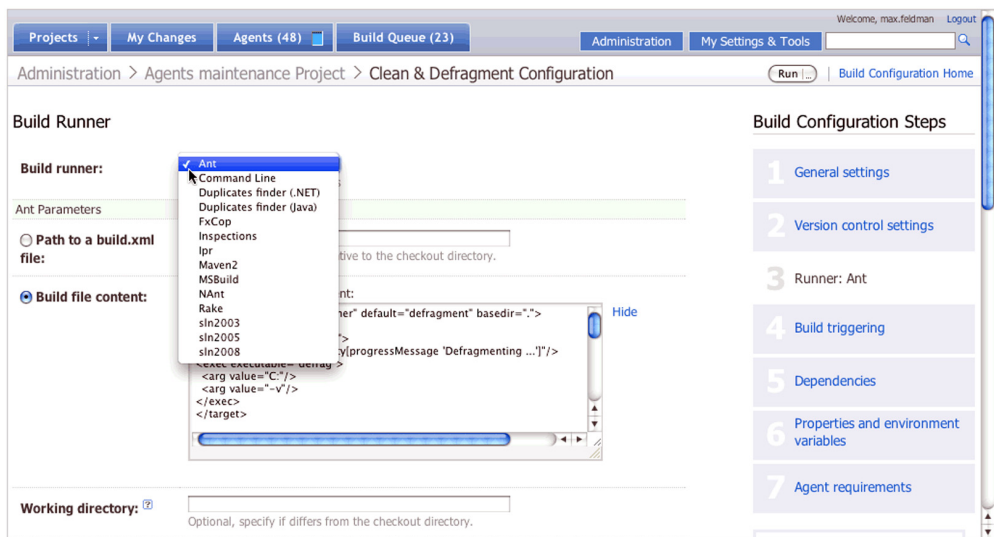 Welcome, max.feldman Logout
Projects My Changes Agents (48) Build Queue (23) Administration My Settings & Tools
Administration > Agents maintenance Project > Clean & Defragment Configuration Run ... Build Configuration Home
Build Runner
Build runner:
Ant
Command Line
Duplicates finder (.NET)
Duplicates finder (Java)
FxCop
Inspections
Ipr
Maven2
MSBuild
NAnt
Rake
sln2003
sln2005
sln2008
Ant Parameters
Path to a build.xml
file:
tive to the checkout directory.
Build file content:
nt:
Hide
ner" default="defragment" basedir=".">
">
ty[progressMessage 'Defragmenting ...']"/>
<exec executable="defrag">
<arg value="C:"/>
<arg value="-v"/>
</exec>
</target>
Working directory: ?
Optional, specify if differs from the checkout directory.
Build Configuration Steps
1 General settings
2 Version control settings
3 Runner: Ant
4 Build triggering
5 Dependencies
6 Properties and environment
variables
7 Agent requirements